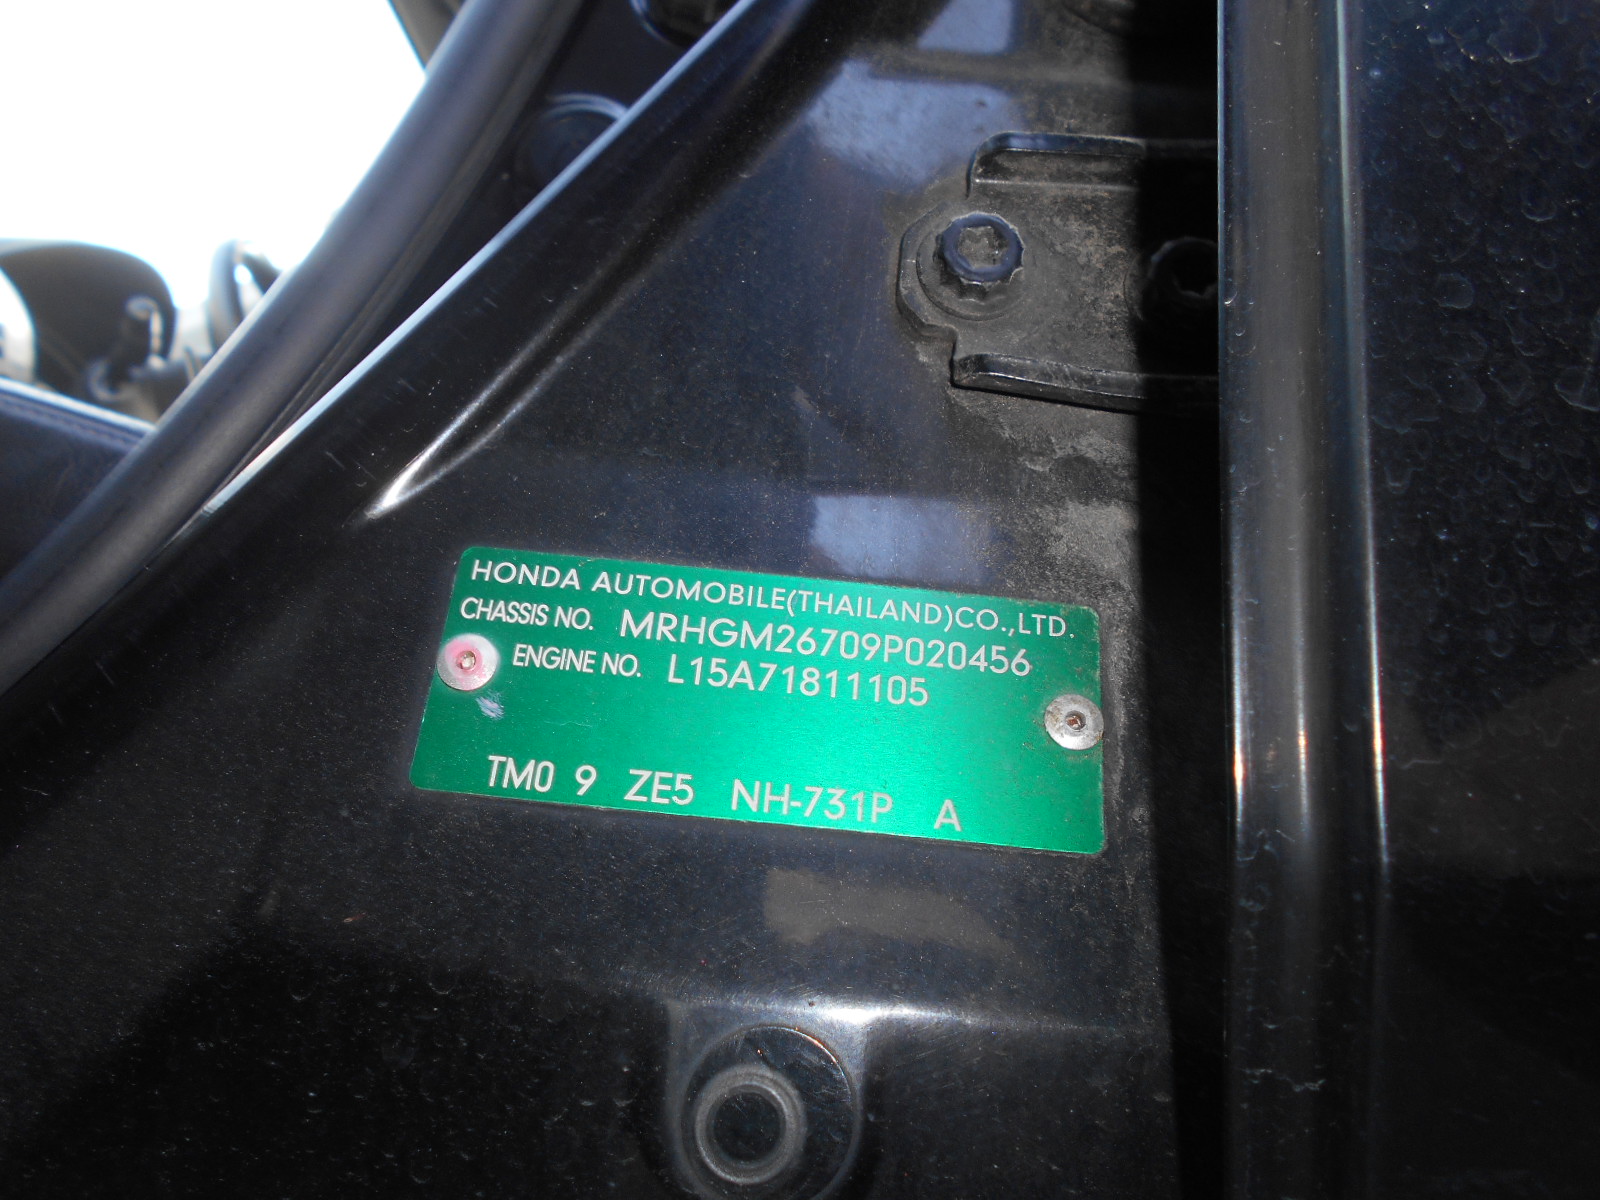 HONDA AUTOMOBILE(THAILAND)CO.,LTD.
CHASSIS NO. MRHGM26709P020456
ENGINE NO. L15A71811105
TM0 9 ZE5 NH-731P A